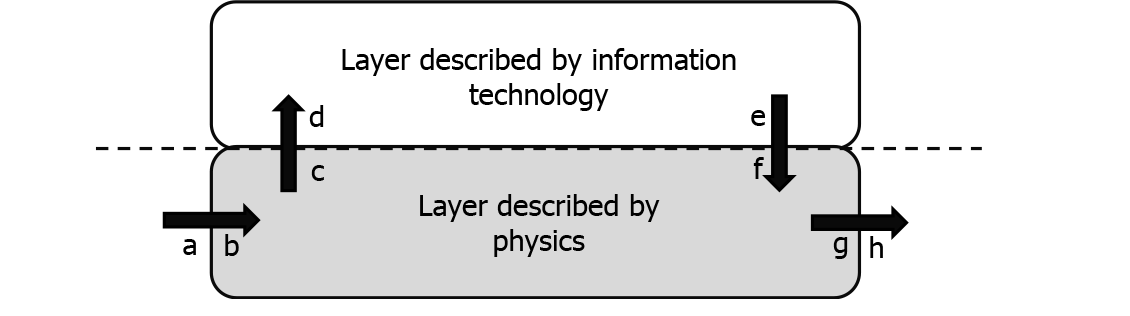 Layer described by information
technology
d
e
c
f
Layer described by
physics
a
b
g
h